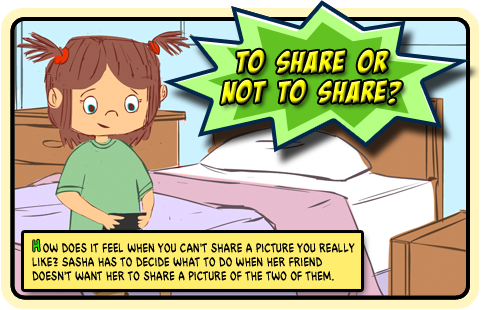 TO SHARE OR
NOT TO SHARE?
HOW DOES IT FEEL WHEN YOU CAN'T SHARE A PICTURE YOU REALLY
LIKE? SASHA HAS TO DECIDE WHAT TO DO WHEN HER FRIEND
DOESN'T WANT HER TO SHARE A PICTURE OF THE TWO OF THEM.